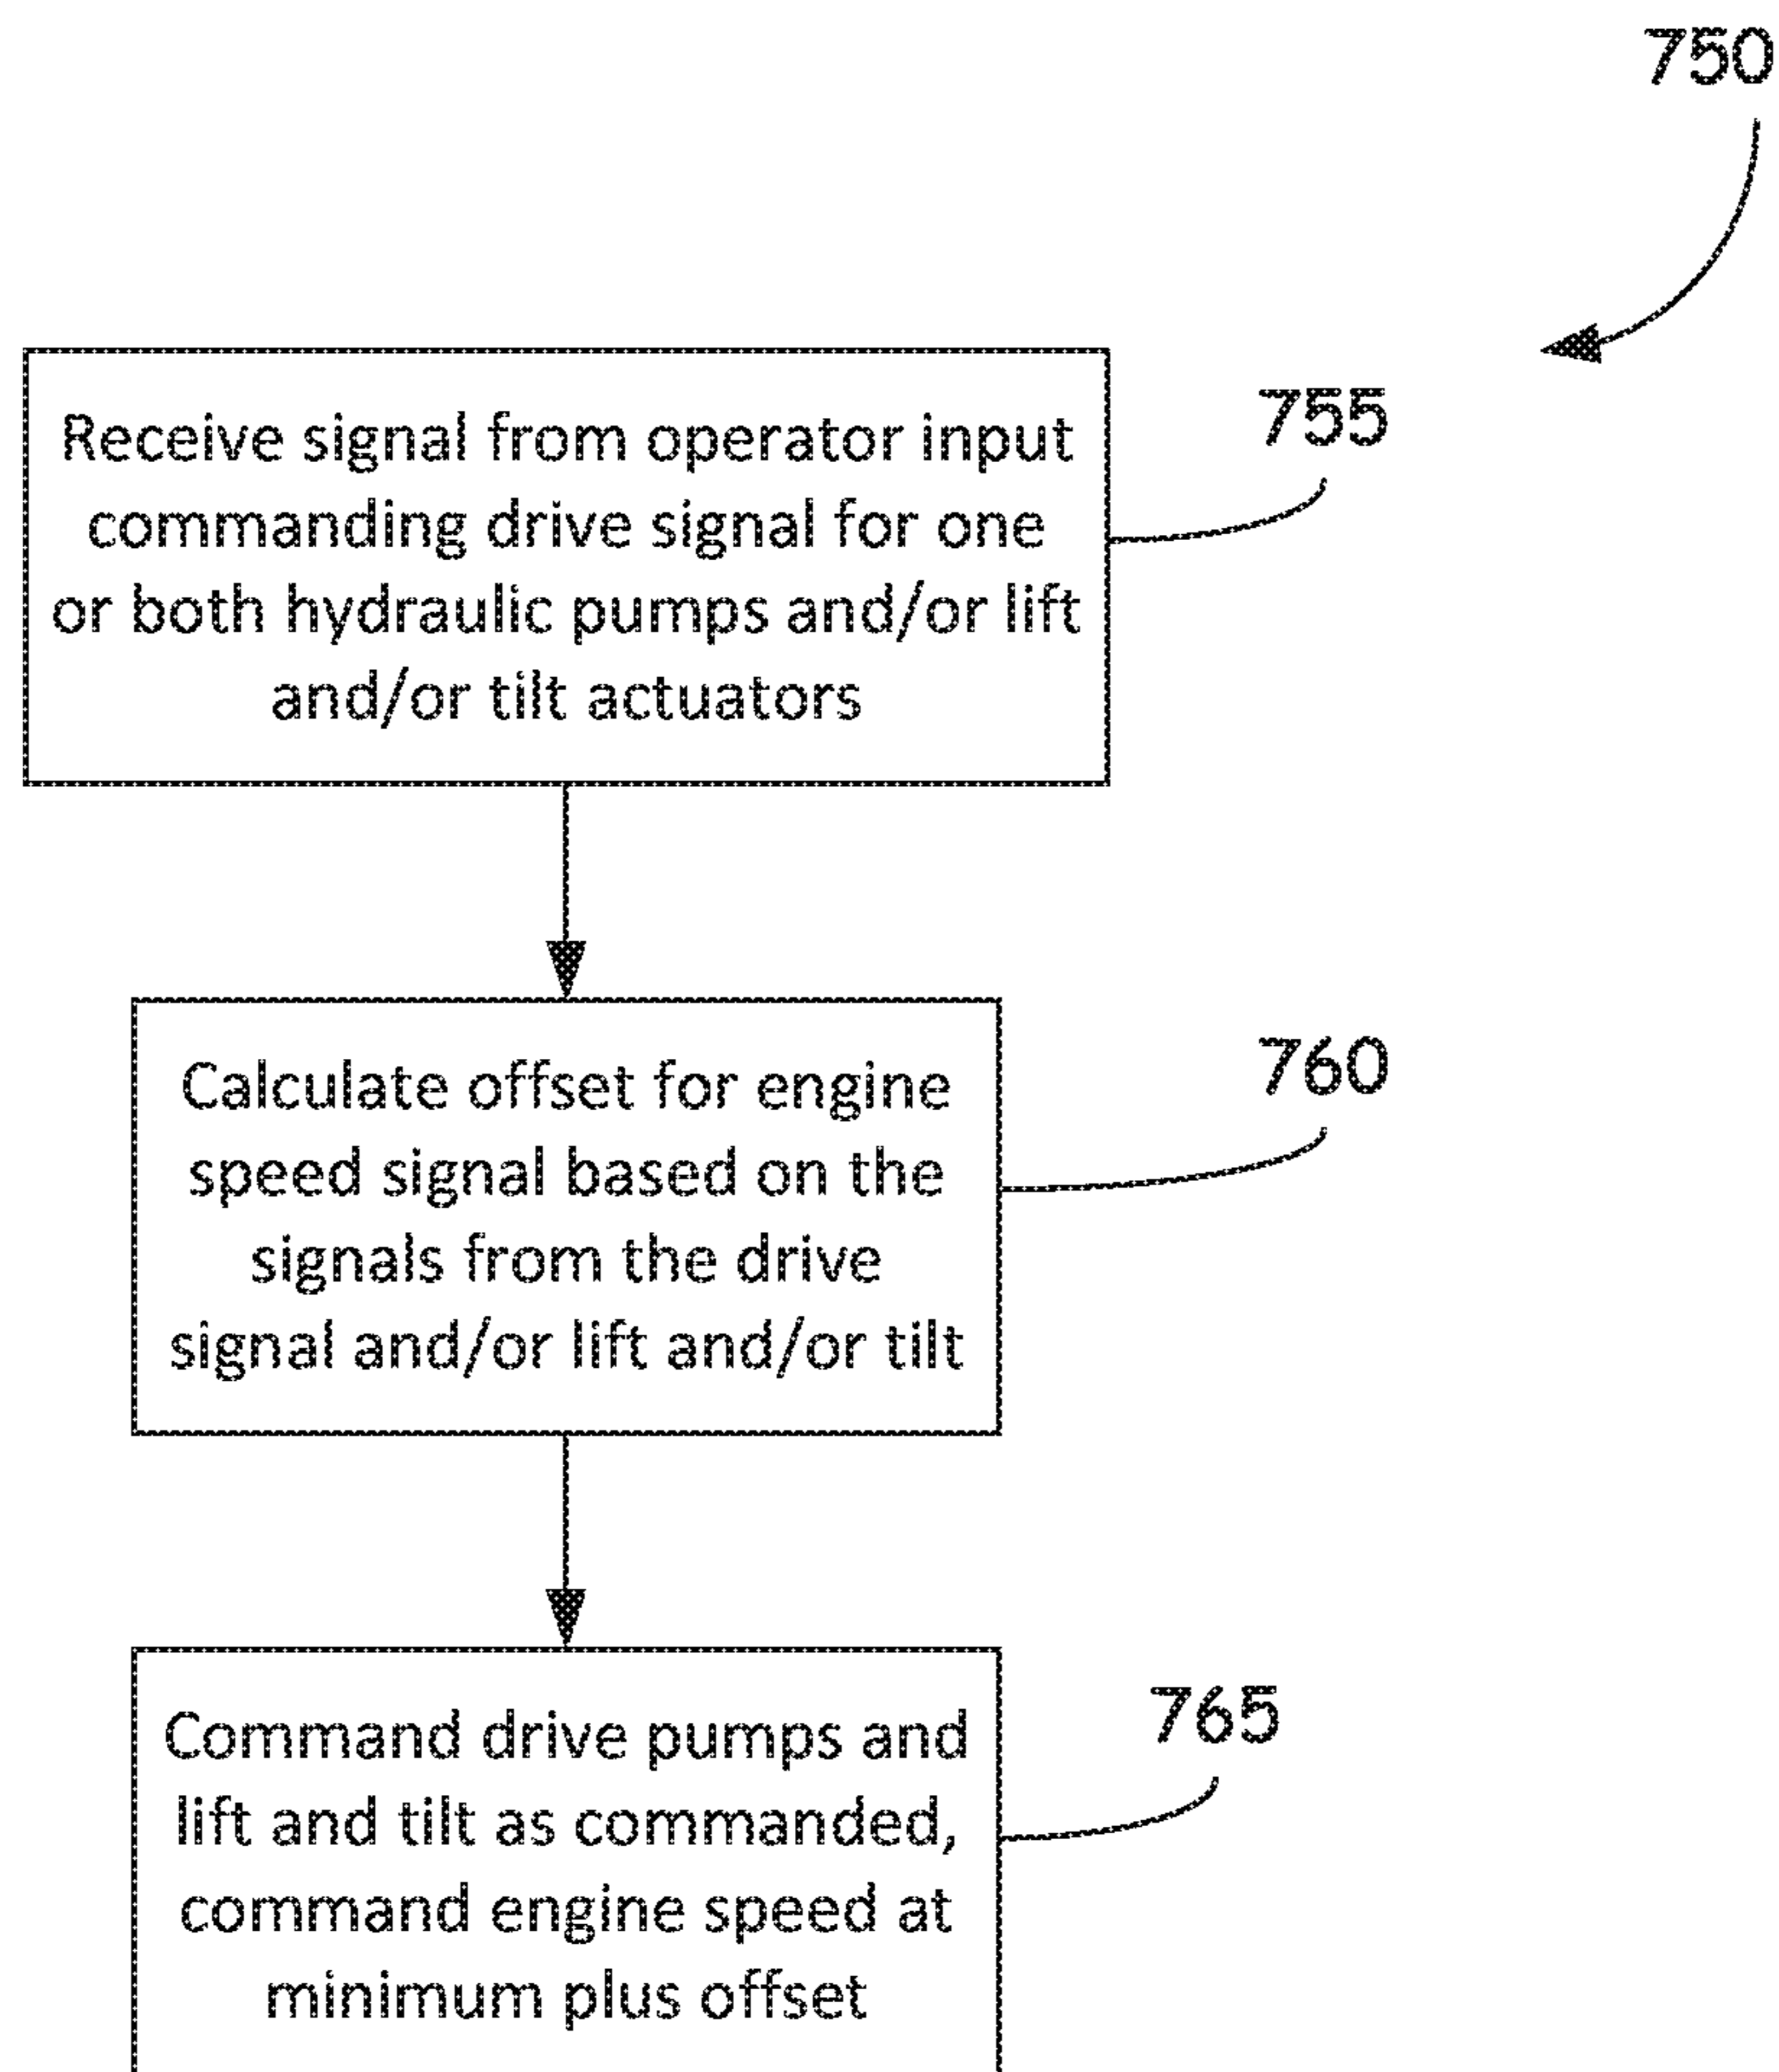 750
Receive signal from operator input
commanding drive signal for one
or both hydraulic pumps and/or lift
and/or tilt actuators
755
Calculate offset for engine
speed signal based on the
signals from the drive
signal and/or lift and/or tilt
760
Command drive pumps and
lift and tilt as commanded,
command engine speed at
minimum plus offset
765